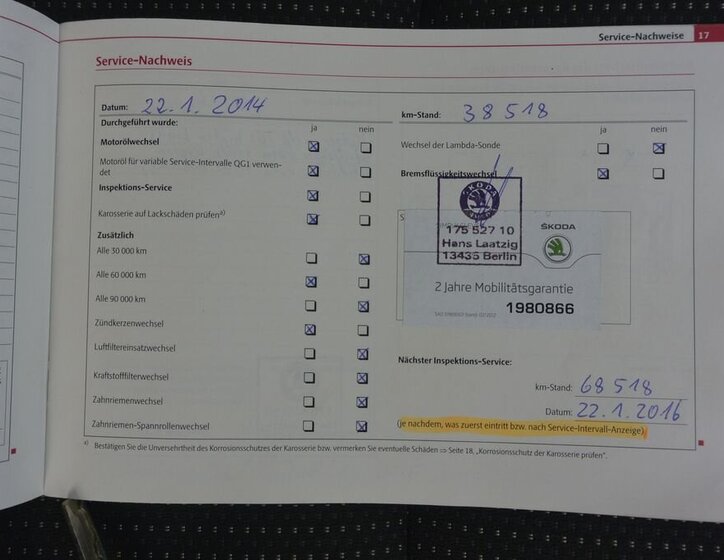 Service-Nachweise 17
Service-Nachweis
Datum: 22.1.2014
km-Stand: 38518
Durchgeführt wurde:
ja nein
ja nein
Motorölwechsel
Motoröl für variable Service-Intervalle QG1 verwen-
det
Inspektions-Service
Karosserie auf Lackschäden prüfen a)
Zusätzlich
Alle 30 000 km
Alle 60 000 km
Alle 90 000 km
Zündkerzenwechsel
Luftfiltereinsatzwechsel
Kraftstofffilterwechsel
Zahnriemenwechsel
Zahnriemen-Spannrollenwechsel
Wechsel der Lambda-Sonde
Bremsflüssigkeitswechsel
SKODA
175 527 10
Hans Laatzig
13435 Berlin
ŠKODA
2 Jahre Mobilitätsgarantie
1980866
Nächster Inspektions-Service:
km-Stand: 68518
Datum: 22.1.2016
(je nachdem, was zuerst eintritt bzw. nach Service-Intervall-Anzeige)
a) Bestätigen Sie die Unversehrtheit des Korrosionsschutzes der Karosserie bzw. vermerken Sie eventuelle Schäden ⇒ Seite 18, „Korrosionsschutz der Karosserie prüfen".